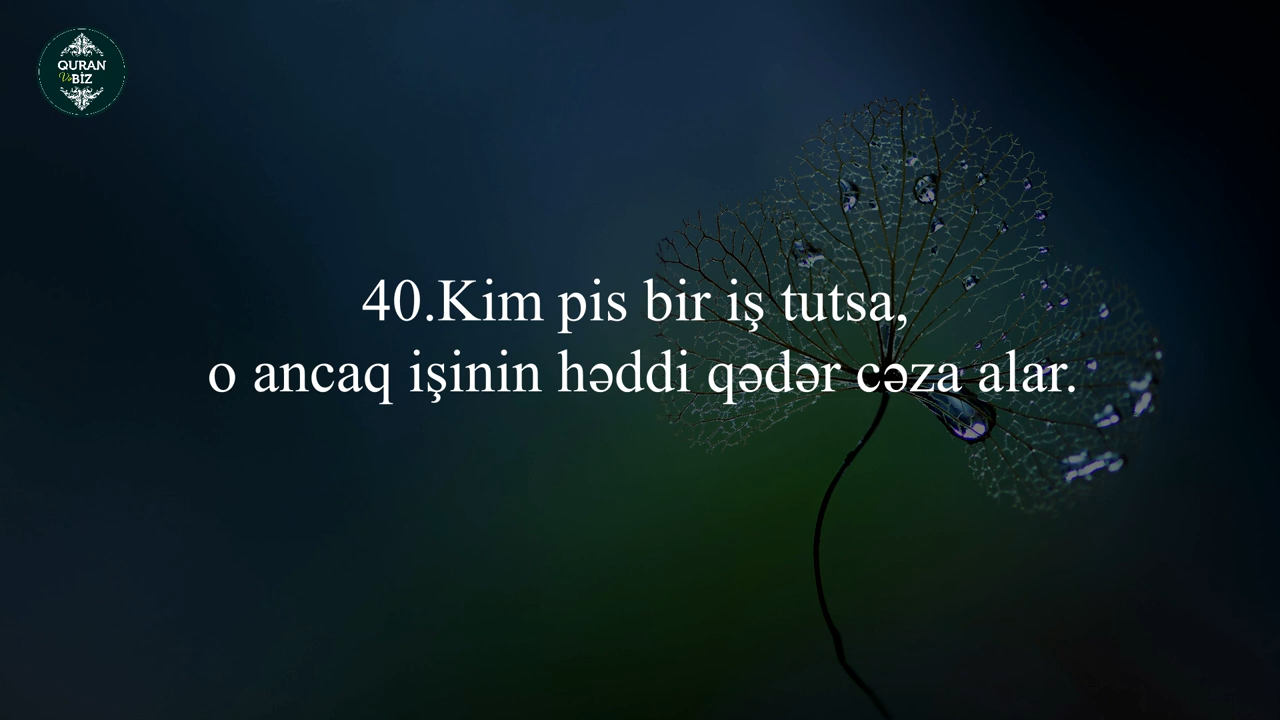 QURAN
Və BİZ
40.Kim pis bir iş tutsa,
o ancaq işinin həddi qədər cəza alar.